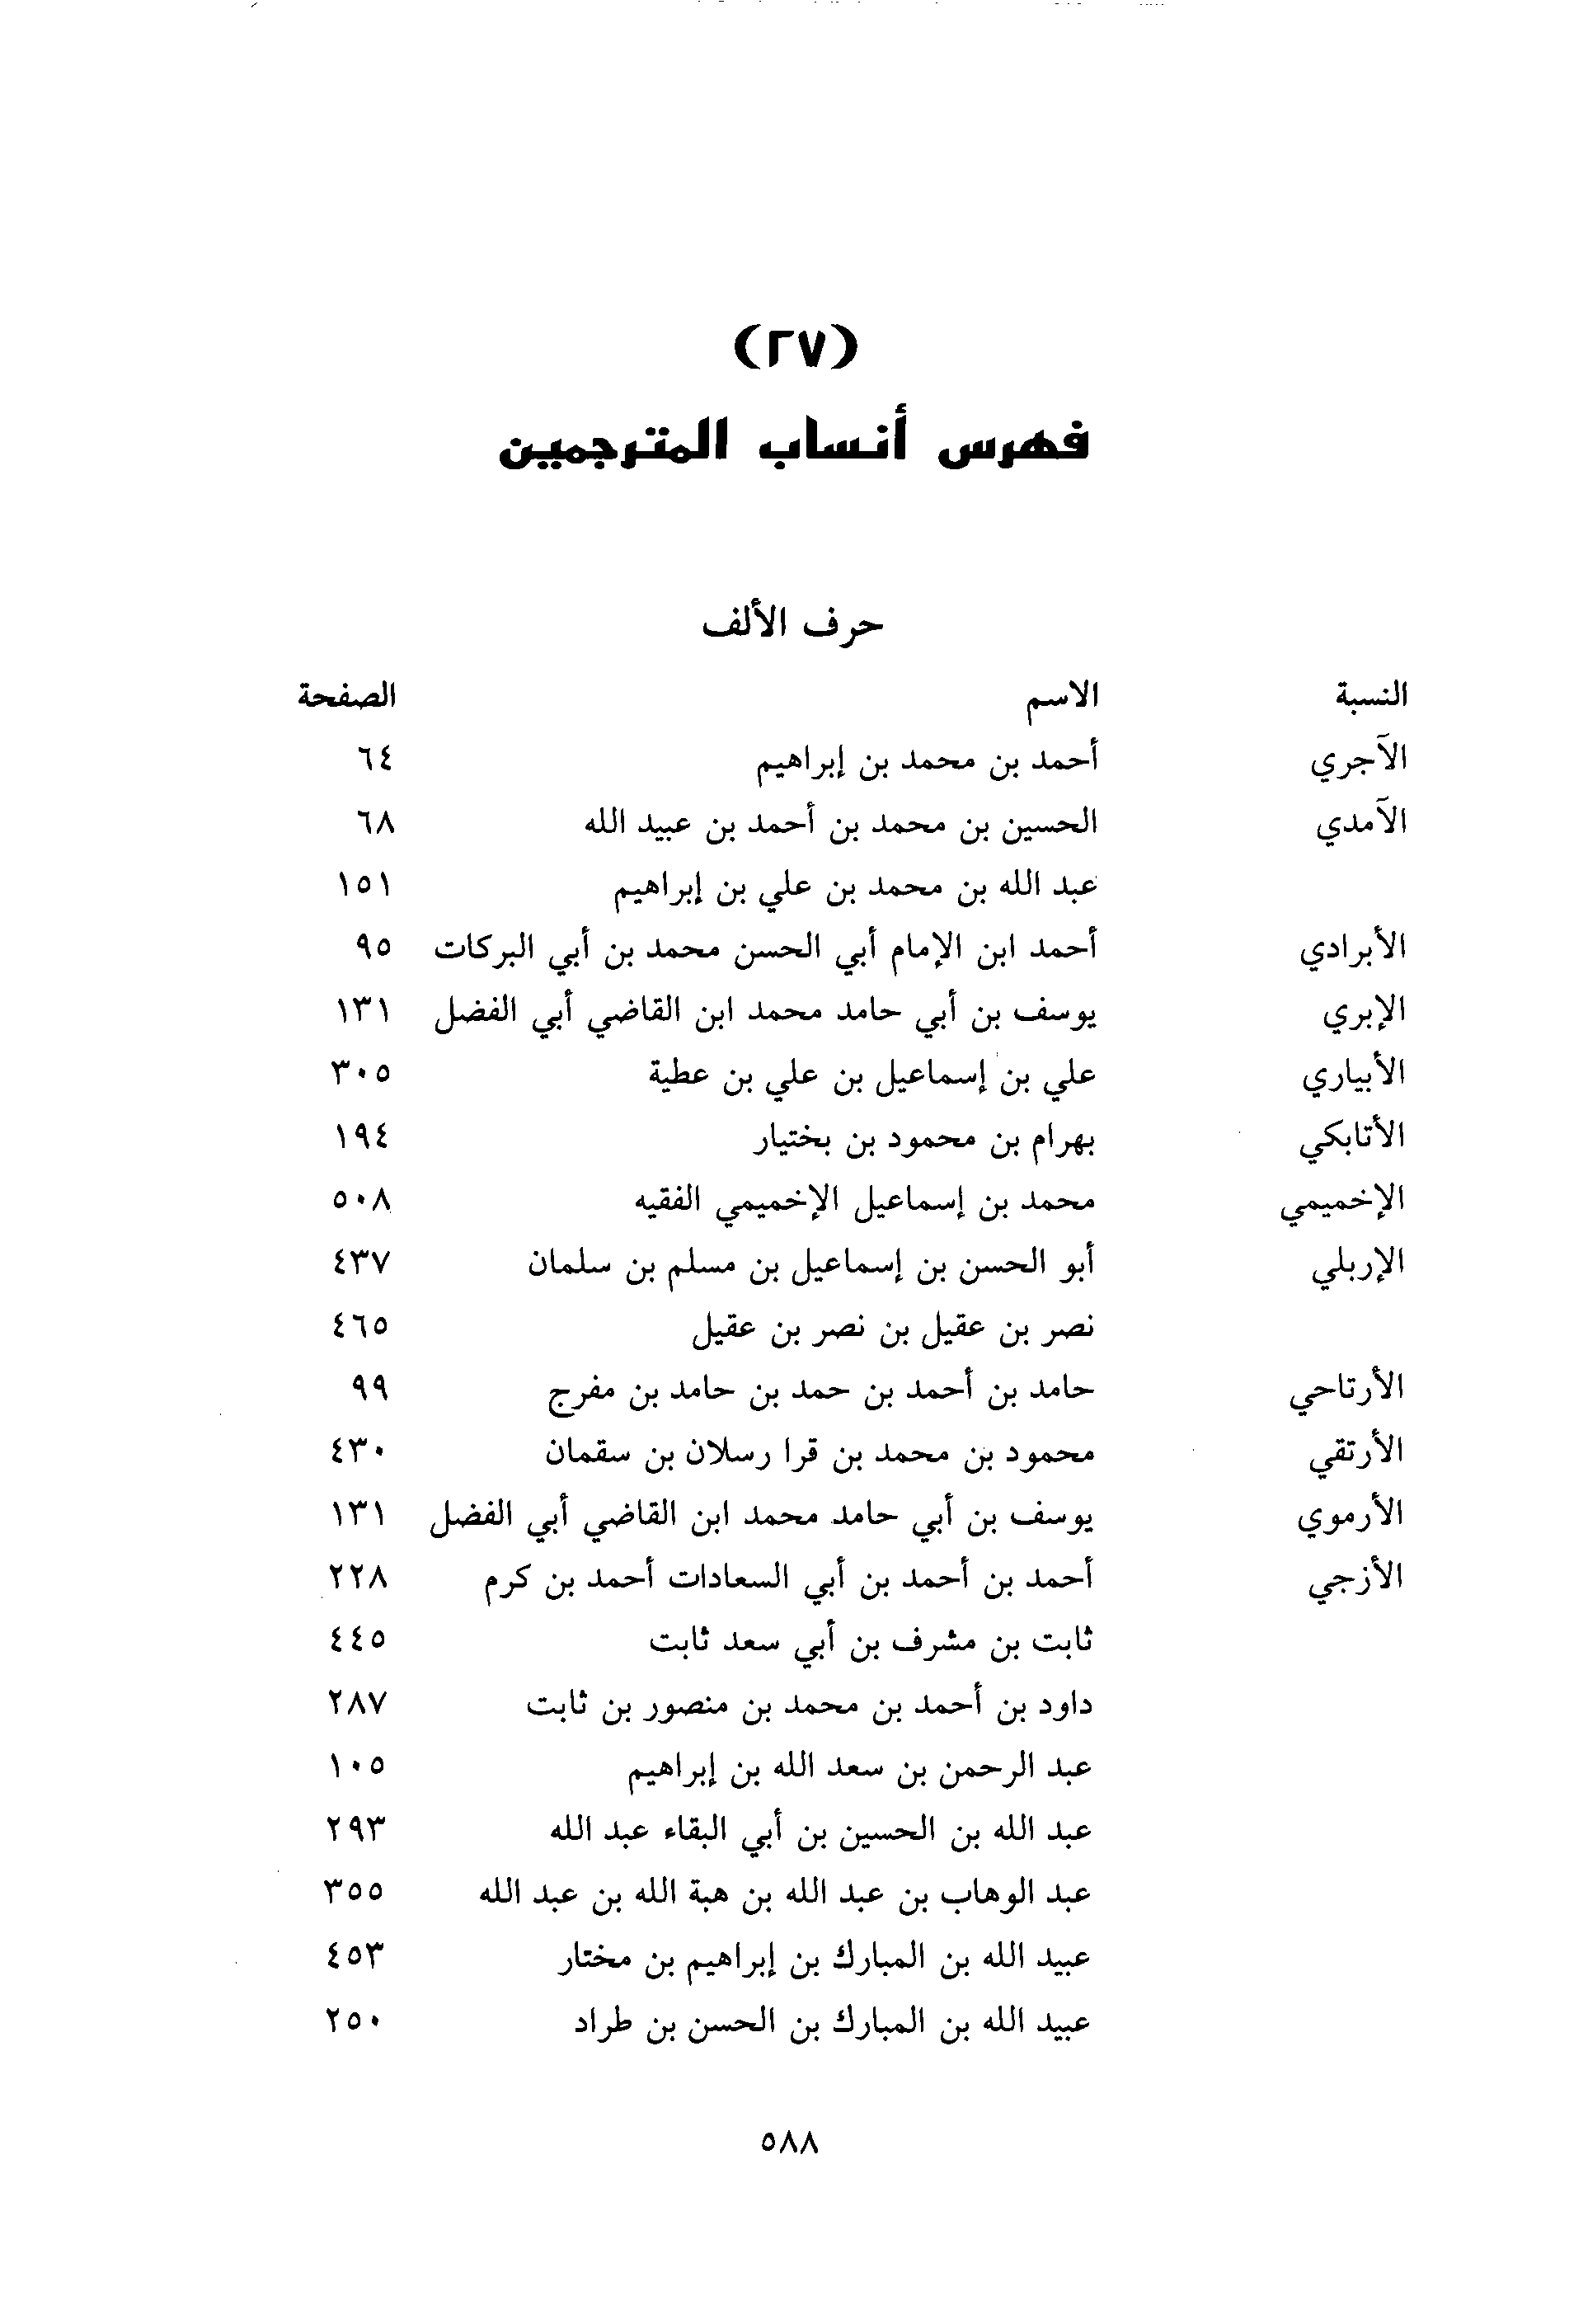 (٢٧)
فهرس أنساب المترجمين
حرف الألف
النسبة الاسم الصفحة
الآجري أحمد بن محمد بن إبراهيم ٦٤
الآمدي الحسين بن محمد بن أحمد بن عبيد الله ٦٨
عبد الله بن محمد بن علي بن إبراهيم ١٥١
الأبرادي أحمد ابن الإمام أبي الحسن محمد بن أبي البركات ٩٥
الإبري يوسف بن أبي حامد محمد ابن القاضي أبي الفضل ١٣١
الأبياري علي بن إسماعيل بن علي بن عطية ٣٠٥
الأتابكي بهرام بن محمود بن بختيار ١٩٤
الإخميمي محمد بن إسماعيل الإخميمي الفقيه ٥٠٨
الإربلي أبو الحسن بن إسماعيل بن مسلم بن سلمان ٤٣٧
نصر بن عقيل بن نصر بن عقيل ٤٦٥
الأرتاحي حامد بن أحمد بن حمد بن حامد بن مفرج ٩٩
الأرتقي محمود بن محمد بن قرا رسلان بن سقمان ٤٣٠
الأرموي يوسف بن أبي حامد محمد ابن القاضي أبي الفضل ١٣١
الأزجي أحمد بن أحمد بن أبي السعادات أحمد بن كرم ٢٢٨
ثابت بن مشرف بن أبي سعد ثابت ٤٤٥
داود بن أحمد بن محمد بن منصور بن ثابت ٢٨٧
عبد الرحمن بن سعد الله بن إبراهيم ١٠٥
عبد الله بن الحسين بن أبي البقاء عبد الله ٢٩٣
عبد الوهاب بن عبد الله بن هبة الله بن عبد الله ٣٥٥
عبيد الله بن المبارك بن إبراهيم بن مختار ٤٥٣
عبيد الله بن المبارك بن الحسن بن طراد ٢٥٠
٥٨٨